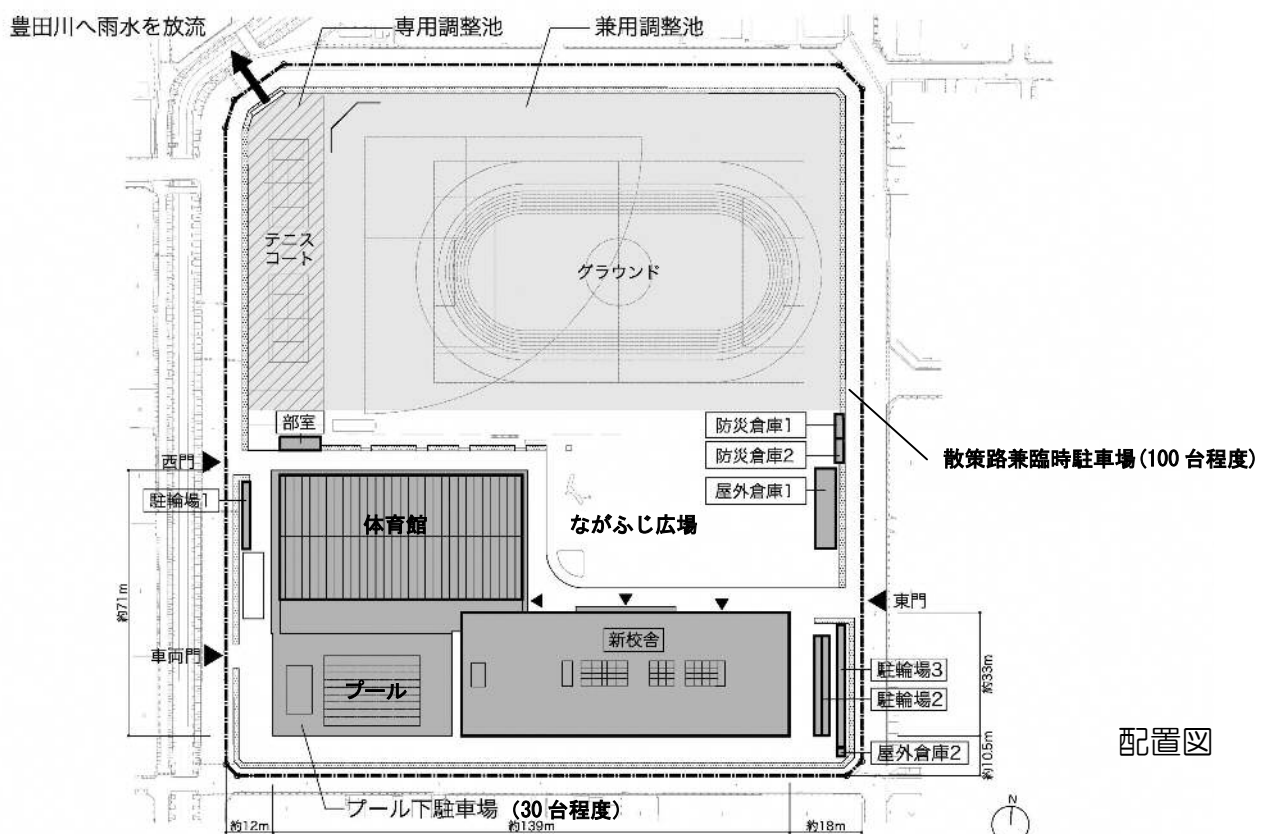 豊田川へ雨水を放流
専用調整池
兼用調整池
テニス
コート
グラウンド
部室
防災倉庫1
防災倉庫2
屋外倉庫1
散策路兼臨時駐車場(100台程度)
西門
駐輪場1
体育館
ながふじ広場
約71m
東門
新校舎
車両門
プール
駐輪場3
駐輪場2
約33m
屋外倉庫2
約10.5m
配置図
プール下駐車場 (30台程度)
約12m
約139m
約18m
N